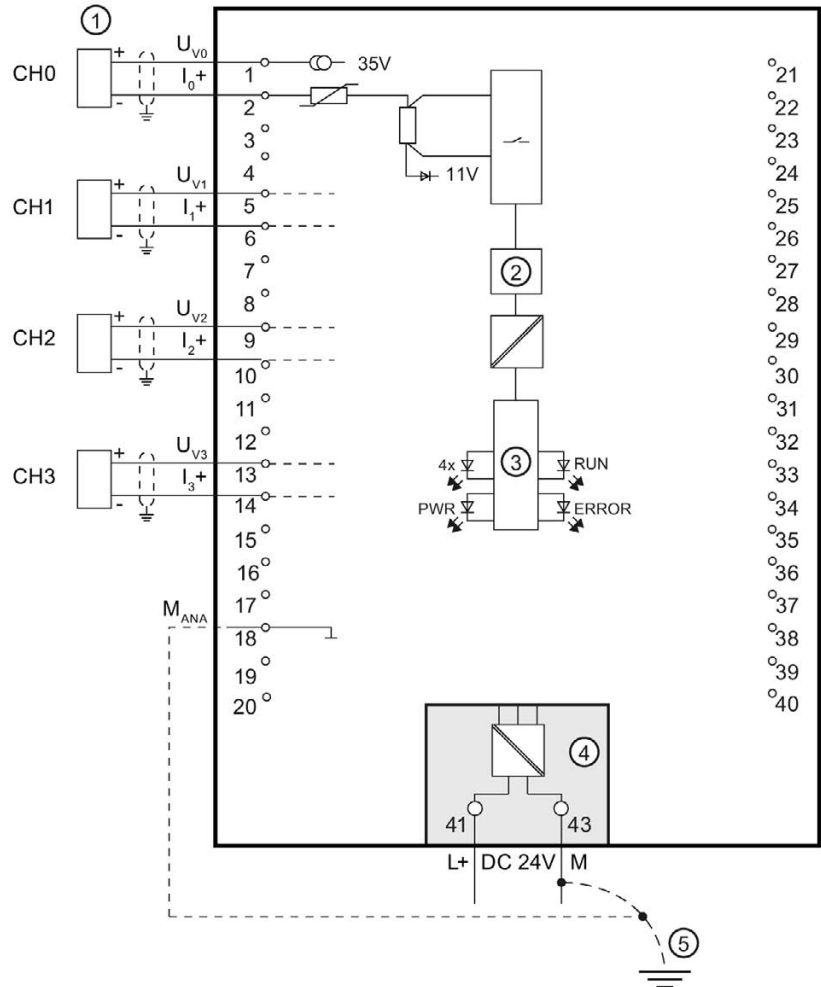 ①
CH0
+
-
U_V0
I_0+
35V
11V
CH1
+
-
U_V1
I_1+
CH2
+
-
U_V2
I_2+
CH3
+
-
U_V3
I_3+
M_ANA
1
2
3
4
5
6
7
8
9
10
11
12
13
14
15
16
17
18
19
20
②
③
4x
RUN
PWR
ERROR
21
22
23
24
25
26
27
28
29
30
31
32
33
34
35
36
37
38
39
40
④
41
43
L+ DC 24V M
⑤